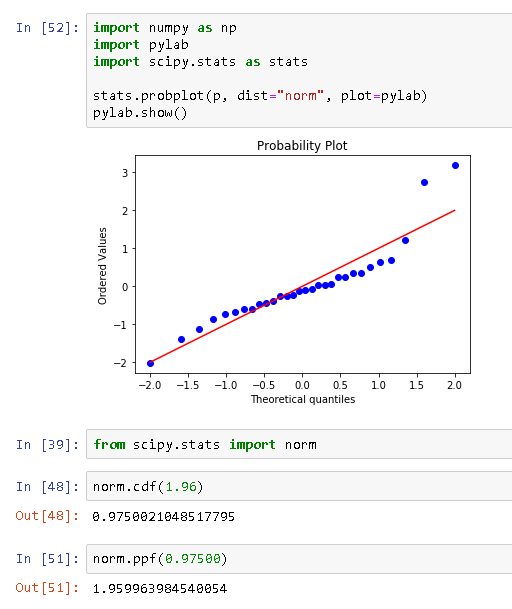 In [52]: import numpy as np
import pylab
import scipy.stats as stats
stats.probplot(p, dist="norm", plot=pylab)
pylab.show()
Probability Plot
Ordered Values
3
2
1
0
−1
−2
−2.0 −1.5 −1.0 −0.5 0.0 0.5 1.0 1.5 2.0
Theoretical quantiles
In [39]: from scipy.stats import norm
In [48]: norm.cdf(1.96)
Out[48]: 0.9750021048517795
In [51]: norm.ppf(0.97500)
Out[51]: 1.959963984540054